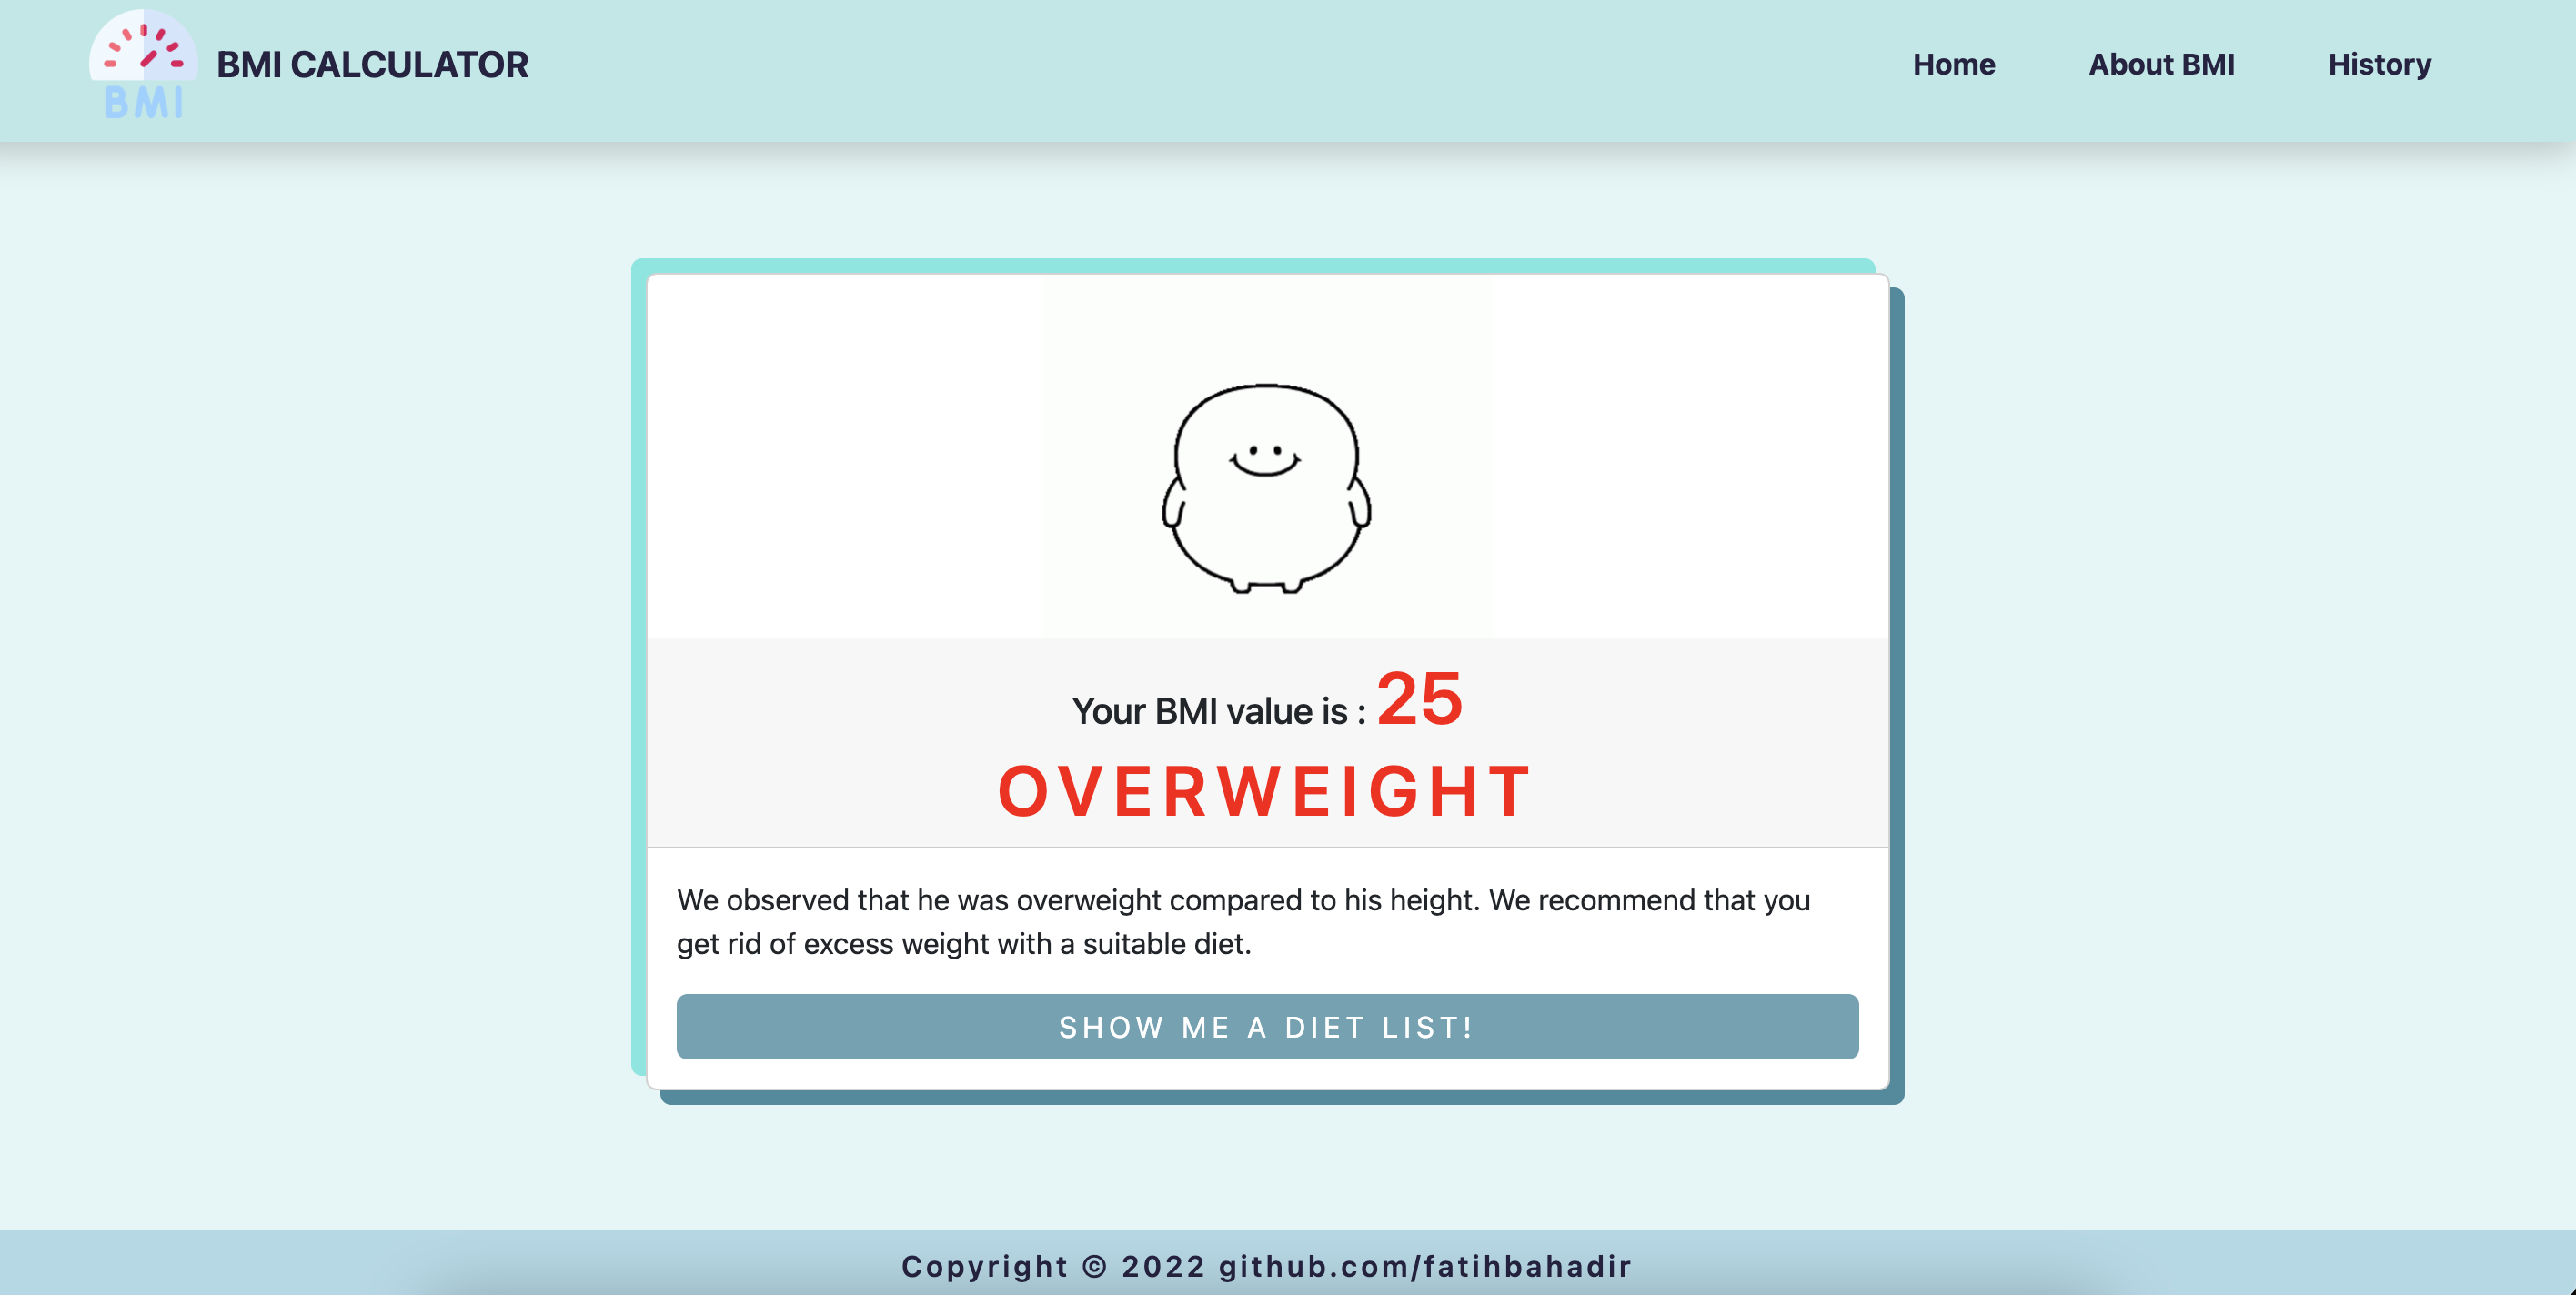 BMI
BMI CALCULATOR
Home
About BMI
History
Your BMI value is : 25
OVERWEIGHT
We observed that he was overweight compared to his height. We recommend that you
get rid of excess weight with a suitable diet.
SHOW ME A DIET LIST!
Copyright © 2022 github.com/fatihbahadir